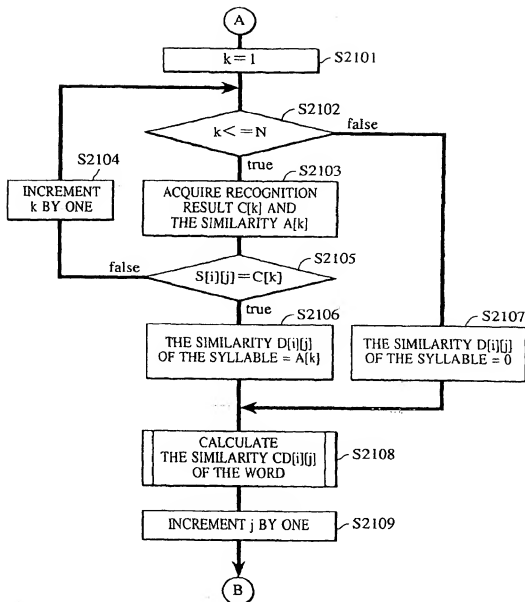 A
k=1
S2101
S2102
k<=N
false
true
S2104
INCREMENT
k BY ONE
S2103
ACQUIRE RECOGNITION
RESULT C[k] AND
THE SIMILARITY A[k]
S2105
false
S[i][j]=C[k]
true
S2106
THE SIMILARITY D[i][j]
OF THE SYLLABLE = A[k]
S2107
THE SIMILARITY D[i][j]
OF THE SYLLABLE = 0
CALCULATE
THE SIMILARITY CD[i][j]
OF THE WORD
S2108
INCREMENT j BY ONE
S2109
B